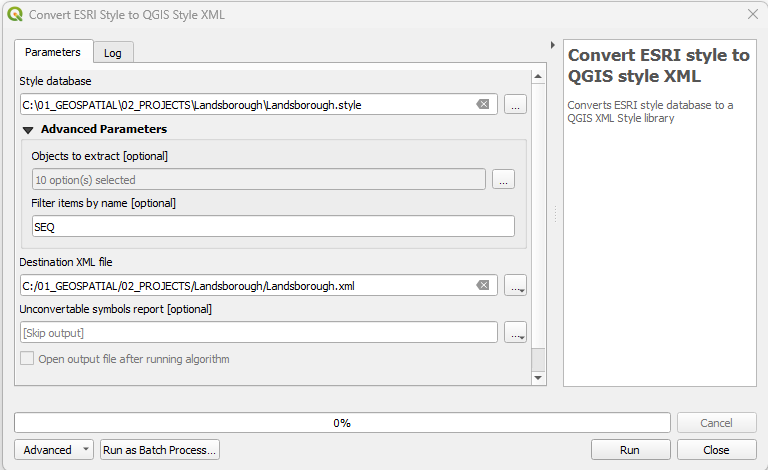 Convert ESRI Style to QGIS Style XML
Parameters
Log
Style database
C:\01_GEOSPATIAL\02_PROJECTS\Landsborough\Landsborough.style
...
Advanced Parameters
Objects to extract [optional]
10 option(s) selected
...
Filter items by name [optional]
SEQ
Destination XML file
C:/01_GEOSPATIAL/02_PROJECTS/Landsborough/Landsborough.xml
...
Unconvertable symbols report [optional]
[Skip output]
...
Open output file after running algorithm
Convert ESRI style to
QGIS style XML
Converts ESRI style database to a
QGIS XML Style library
0%
Cancel
Advanced
Run as Batch Process...
Run
Close